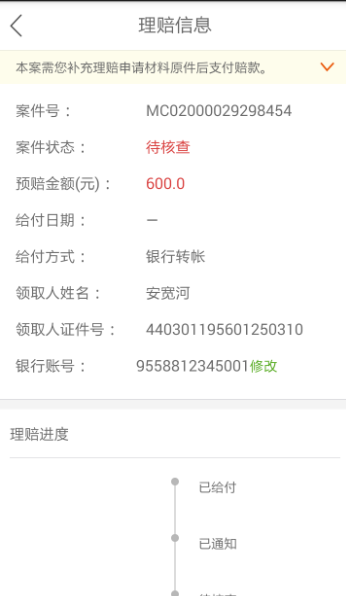 理赔信息
本案需您补充理赔申请材料原件后支付赔款。
案件号： MC02000029298454
案件状态： 待核查
预赔金额(元)： 600.0
给付日期： —
给付方式： 银行转帐
领取人姓名： 安宽河
领取人证件号： 440301195601250310
银行账号： 9558812345001修改
理赔进度
已给付
已通知